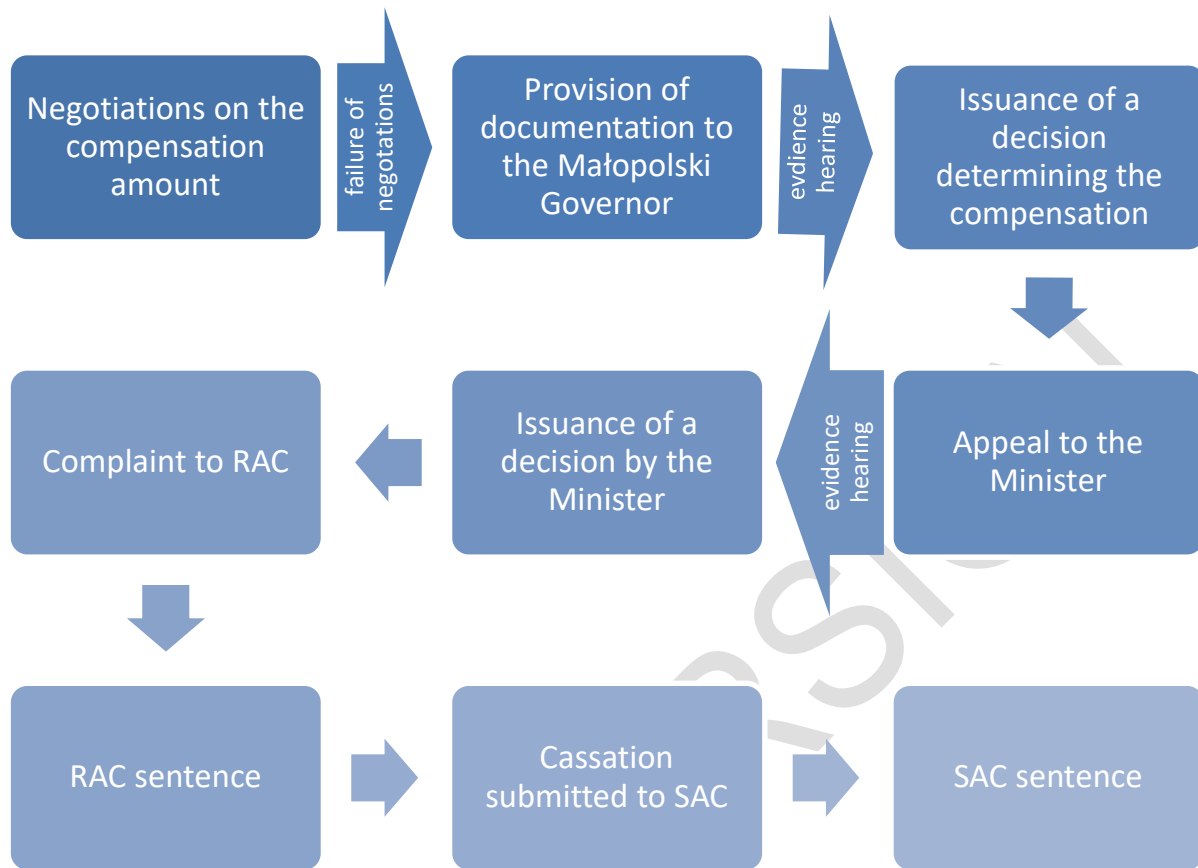 Negotiations on the
compensation
amount
failure of
negotations
Provision of
documentation to
the Małopolski
Governor
evdience
hearing
Issuance of a
decision
determining the
compensation
Appeal to the
Minister
evidence
hearing
Issuance of a
decision by the
Minister
Complaint to RAC
RAC sentence
Cassation
submitted to SAC
SAC sentence